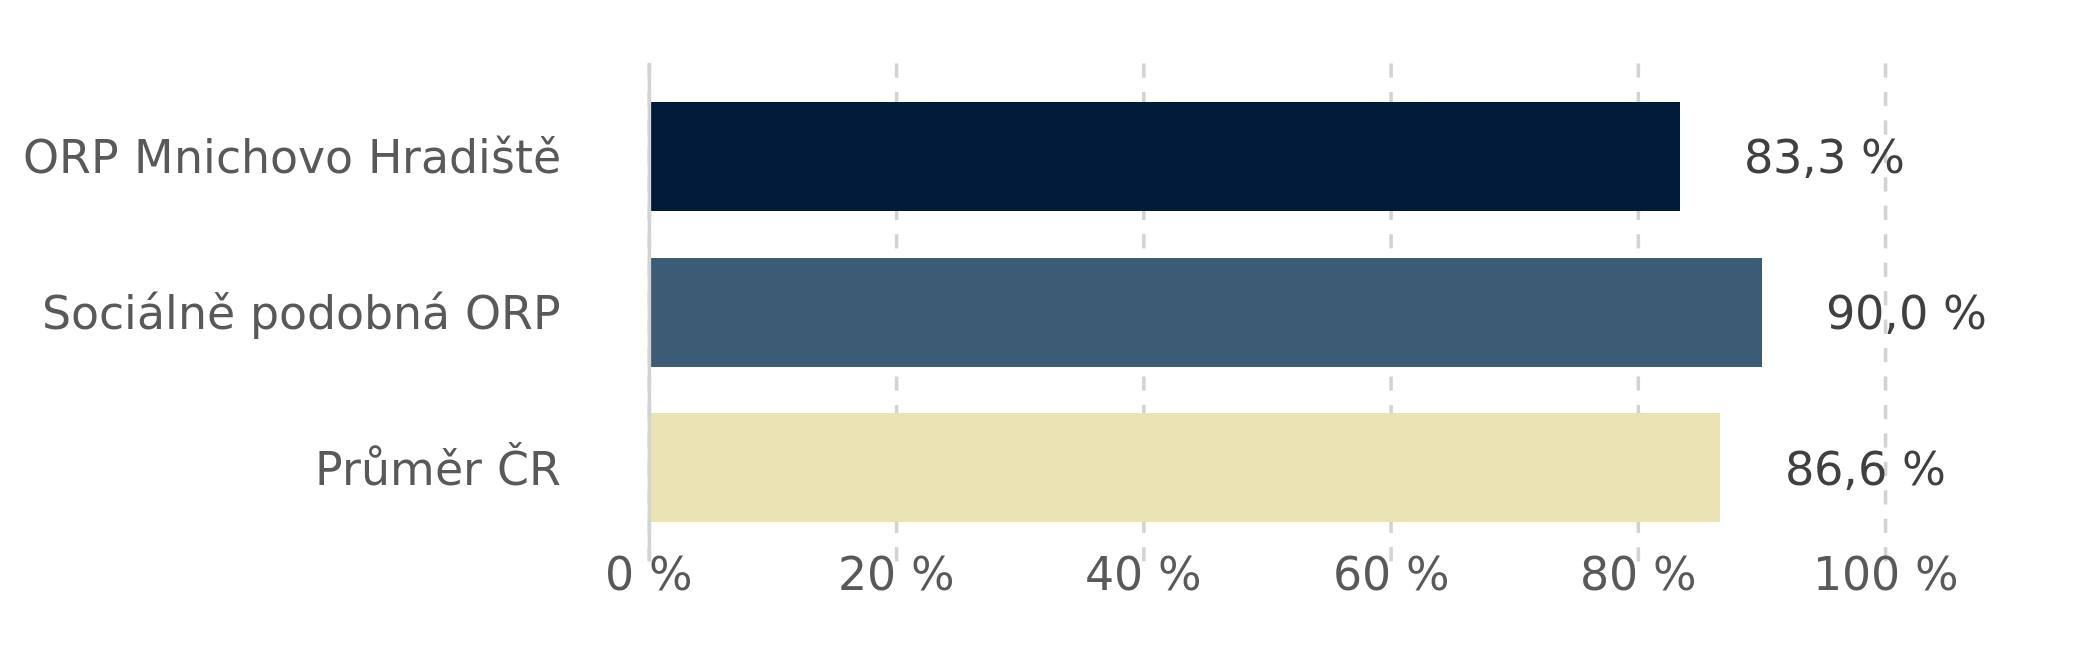 ORP Mnichovo Hradiště
83,3 %
Sociálně podobná ORP
90,0 %
Průměr ČR
86,6 %
0 % 20 % 40 % 60 % 80 % 100 %